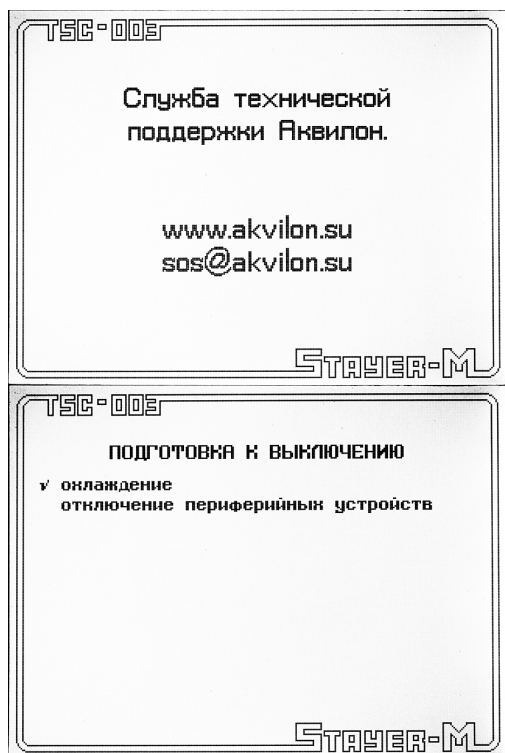 TSC-003
Служба технической
поддержки Аквилон.
www.akvilon.su
sos@akvilon.su
STAYER-M
TSC-003
ПОДГОТОВКА К ВЫКЛЮЧЕНИЮ
√ охлаждение
отключение периферийных устройств
STAYER-M